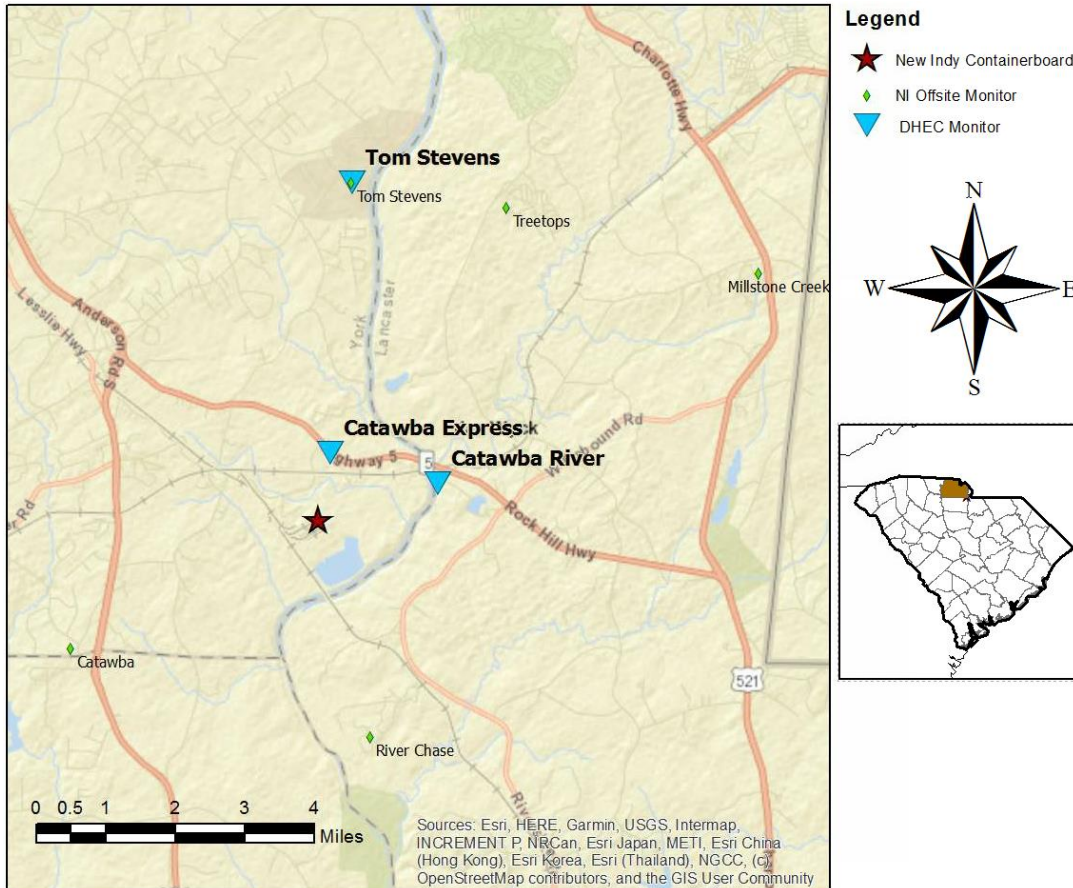 Charlotte Hwy
Tom Stevens
Tom Stevens
Treetops
Millstone Creek
Lesslie Hwy
Anderson Rd S
York
Lancaster
Catawba Express
Highway 5
5
Catawba River
Rock Hill Hwy
Catawba
521
River Chase
0 0.5 1 2 3 4
Miles
Sources: Esri, HERE, Garmin, USGS, Intermap,
INCREMENT P, NRCan, Esri Japan, METI, Esri China
(Hong Kong), Esri Korea, Esri (Thailand), NGCC, (c)
OpenStreetMap contributors, and the GIS User Community
Legend
New Indy Containerboard
NI Offsite Monitor
DHEC Monitor
N
W
E
S